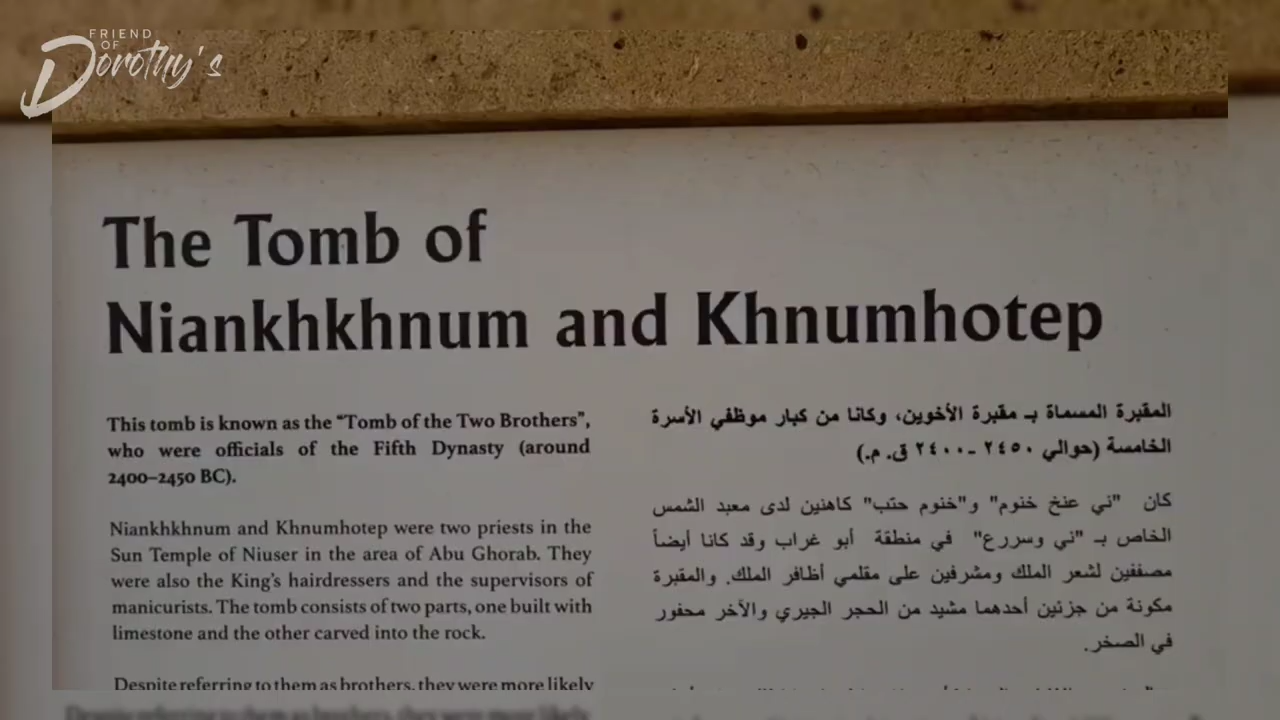 FRIEND
OF
Dorothy's
The Tomb of
Niankhkhnum and Khnumhotep
This tomb is known as the “Tomb of the Two Brothers”,
who were officials of the Fifth Dynasty (around
2400–2450 BC).
Niankhkhnum and Khnumhotep were two priests in the
Sun Temple of Niuser in the area of Abu Ghorab. They
were also the King's hairdressers and the supervisors of
manicurists. The tomb consists of two parts, one built with
limestone and the other carved into the rock.
Despite referring to them as brothers, they were more likely
المقبرة المسماة بـ مقبرة الأخوين، وكانا من كبار موظفي الأسرة
الخامسة (حوالي ٢٤٥٠ -٢٤٠٠ ق. م.)
كان "ني عنخ خنوم" و"خنوم حتب" كاهنين لدى معبد الشمس
الخاص بـ "ني وسررع" في منطقة أبو غراب وقد كانا أيضاً
مصففين لشعر الملك ومشرفين على مقلمي أظافر الملك. والمقبرة
مكونة من جزئين أحدهما مشيد من الحجر الجيري والآخر محفور
في الصخر.